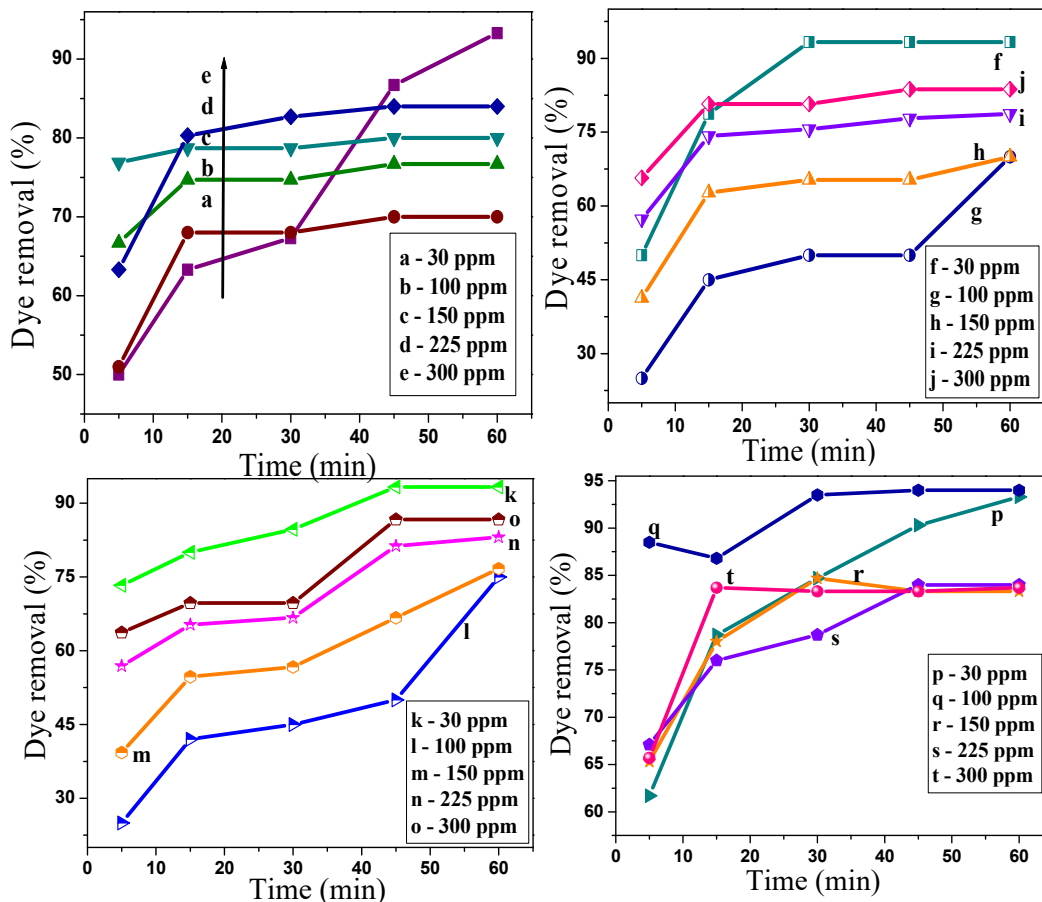 Dye removal (%)
90
80
70
60
50
e
d
c
b
a
a - 30 ppm
b - 100 ppm
c - 150 ppm
d - 225 ppm
e - 300 ppm
0 10 20 30 40 50 60
Time (min)
Dye removal (%)
90
75
60
45
30
f
j
i
h
g
f - 30 ppm
g - 100 ppm
h - 150 ppm
i - 225 ppm
j - 300 ppm
0 10 20 30 40 50 60
Time (min)
Dye removal (%)
90
75
60
45
30
k
o
n
l
m
k - 30 ppm
l - 100 ppm
m - 150 ppm
n - 225 ppm
o - 300 ppm
0 10 20 30 40 50 60
Time (min)
Dye removal (%)
95
90
85
80
75
70
65
60
q
p
t
r
s
p - 30 ppm
q - 100 ppm
r - 150 ppm
s - 225 ppm
t - 300 ppm
0 10 20 30 40 50 60
Time (min)